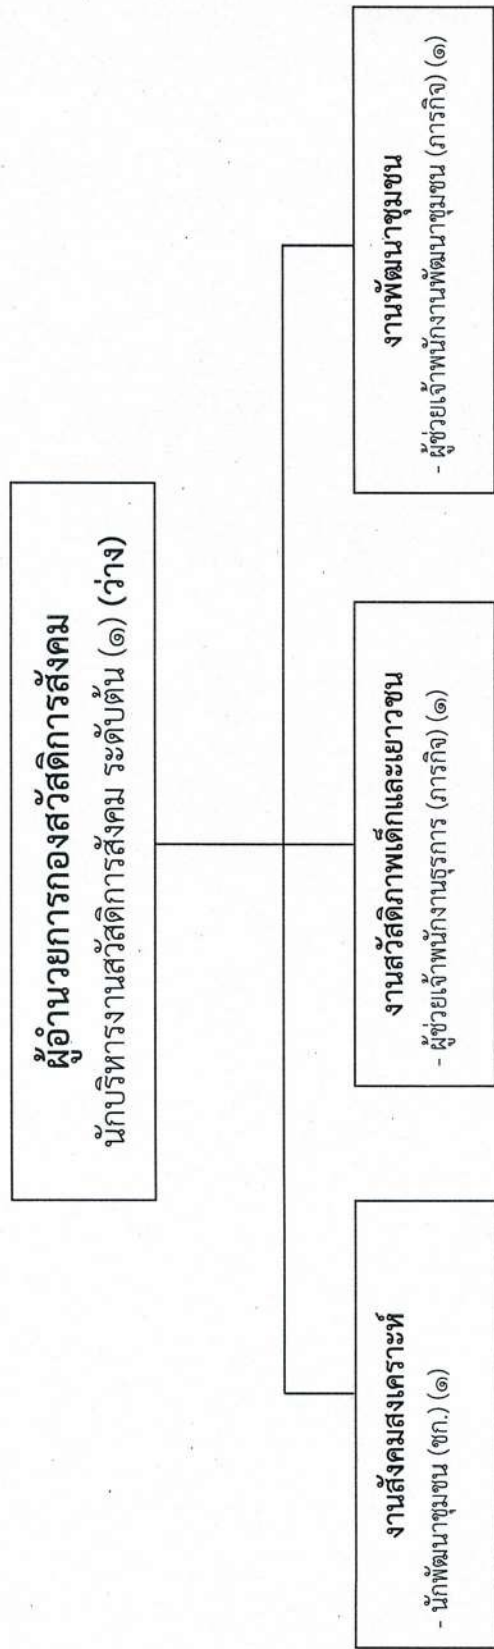 ผู้อำนวยการกองสวัสดิการสังคม
นักบริหารงานสวัสดิการสังคม ระดับต้น (๑) (ว่าง)
งานสังคมสงเคราะห์
- นักพัฒนาชุมชน (ชก.) (๑)
งานสวัสดิภาพเด็กและเยาวชน
- ผู้ช่วยเจ้าพนักงานธุรการ (ภารกิจ) (๑)
งานพัฒนาชุมชน
- ผู้ช่วยเจ้าพนักงานพัฒนาชุมชน (ภารกิจ) (๑)